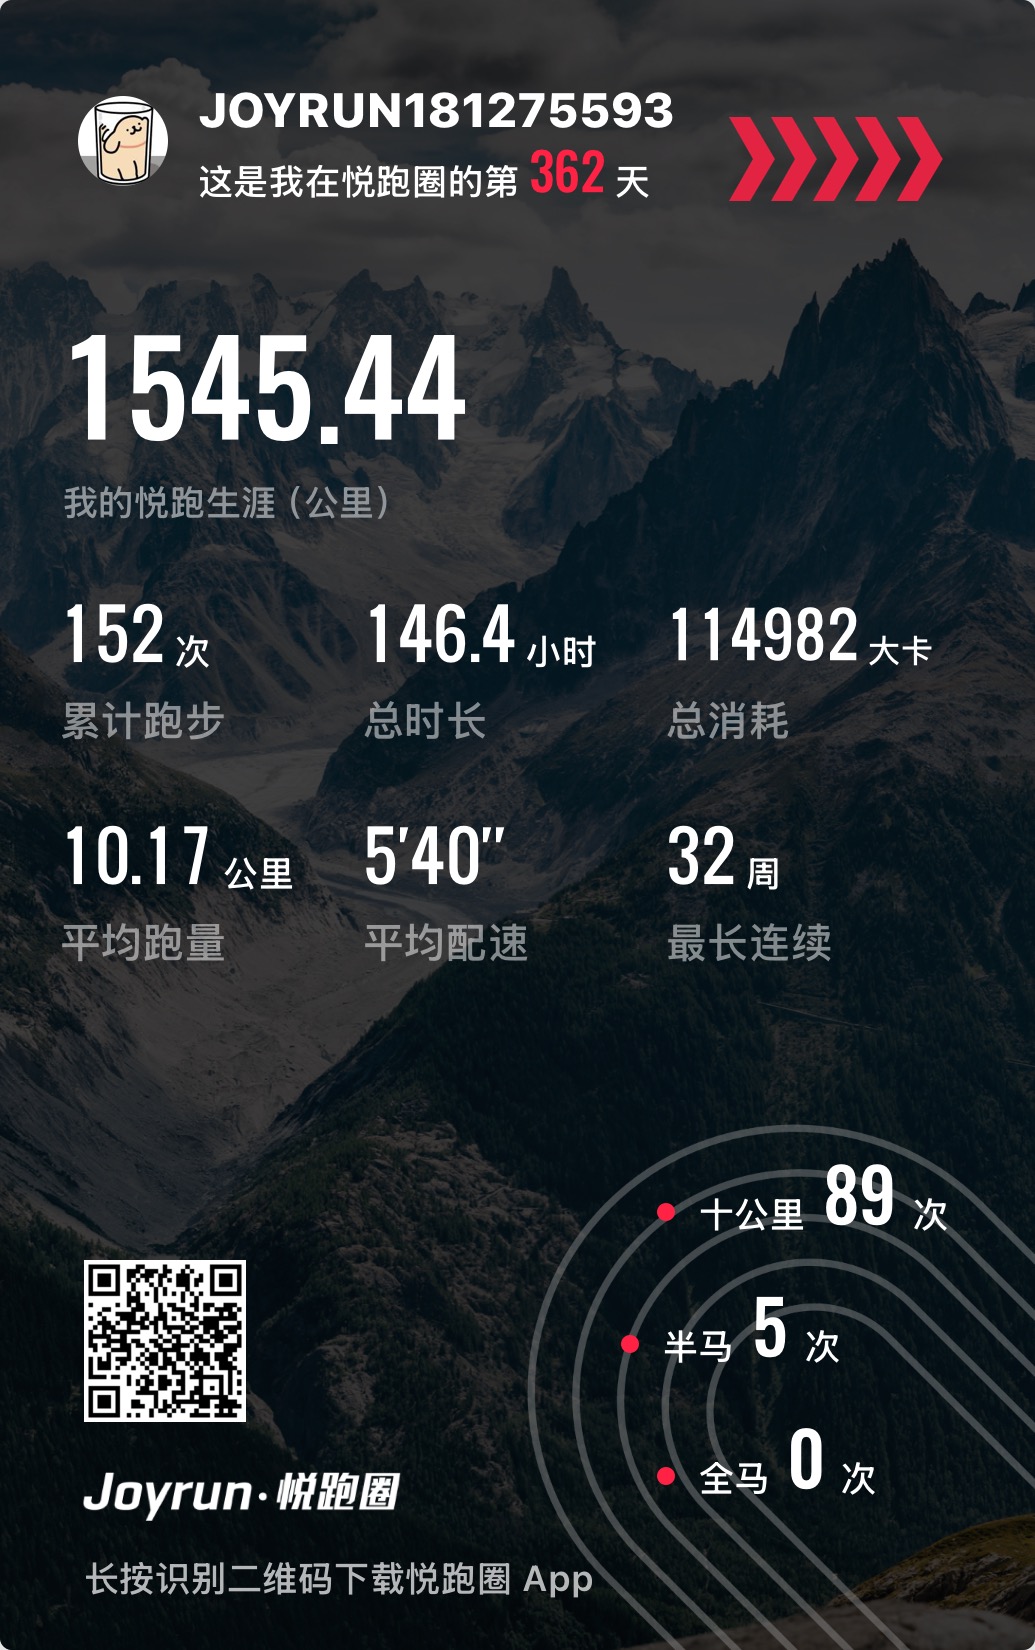 JOYRUN181275593
这是我在悦跑圈的第 362 天
1545.44
我的悦跑生涯（公里）
152 次 146.4 小时 114982 大卡
累计跑步 总时长 总消耗
10.17 公里 5'40" 32 周
平均跑量 平均配速 最长连续
十公里 89 次
半马 5 次
全马 0 次
Joyrun·悦跑圈
长按识别二维码下载悦跑圈 App